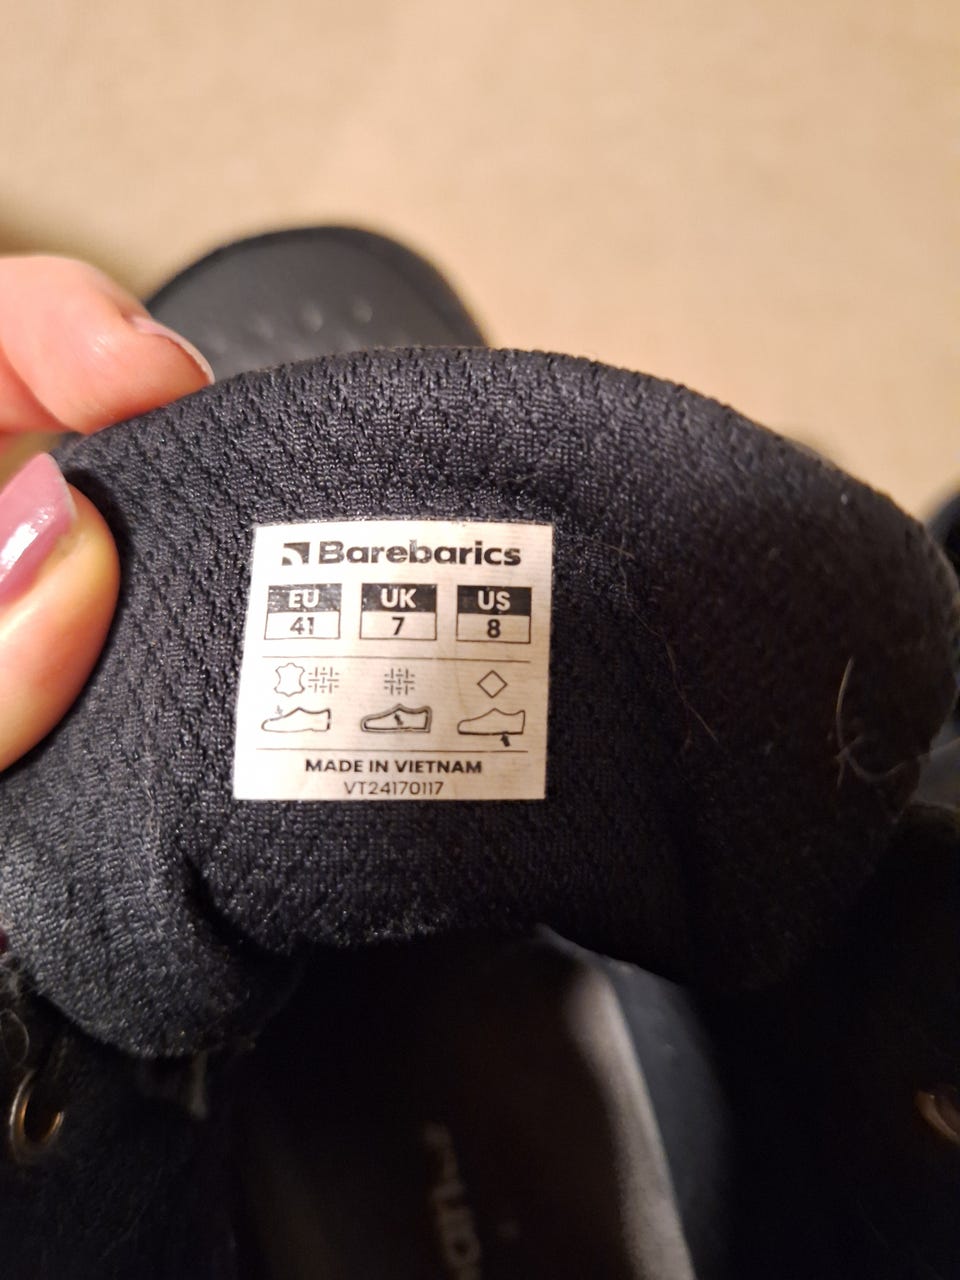 Barebarics
EU UK US
41 7 8
MADE IN VIETNAM
VT24170117